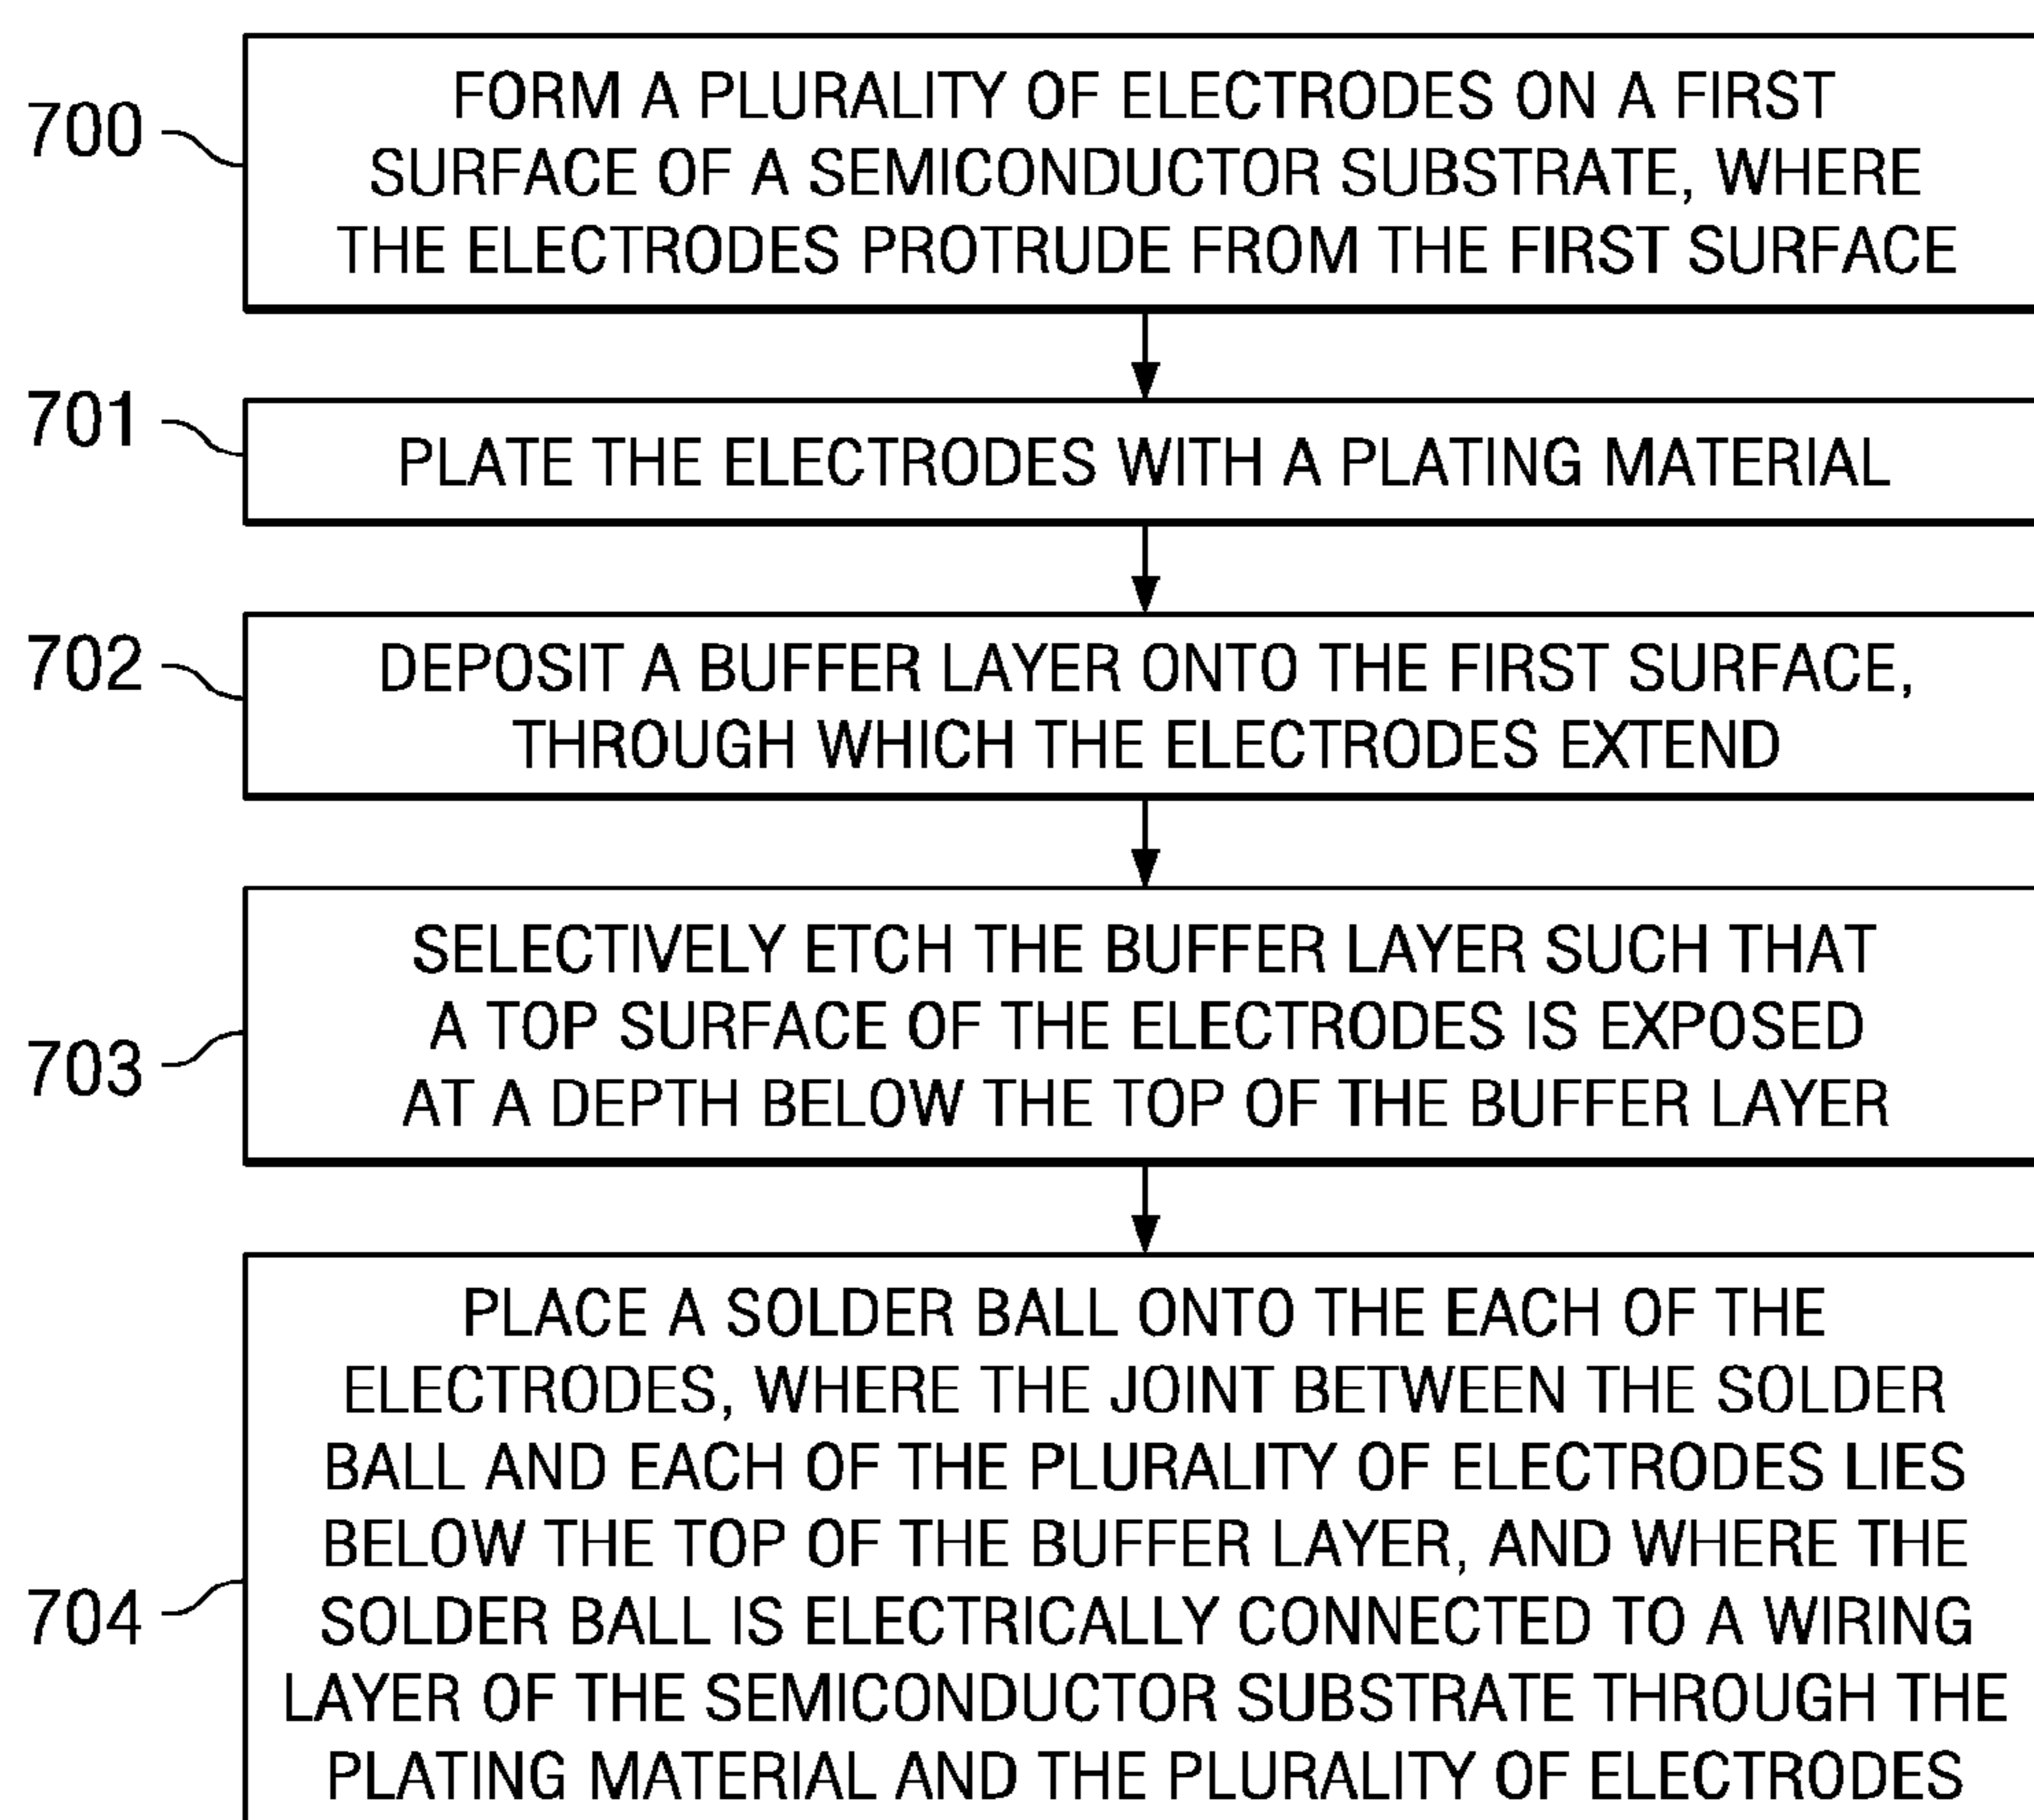 700
FORM A PLURALITY OF ELECTRODES ON A FIRST
SURFACE OF A SEMICONDUCTOR SUBSTRATE, WHERE
THE ELECTRODES PROTRUDE FROM THE FIRST SURFACE
701
PLATE THE ELECTRODES WITH A PLATING MATERIAL
702
DEPOSIT A BUFFER LAYER ONTO THE FIRST SURFACE,
THROUGH WHICH THE ELECTRODES EXTEND
703
SELECTIVELY ETCH THE BUFFER LAYER SUCH THAT
A TOP SURFACE OF THE ELECTRODES IS EXPOSED
AT A DEPTH BELOW THE TOP OF THE BUFFER LAYER
704
PLACE A SOLDER BALL ONTO THE EACH OF THE
ELECTRODES, WHERE THE JOINT BETWEEN THE SOLDER
BALL AND EACH OF THE PLURALITY OF ELECTRODES LIES
BELOW THE TOP OF THE BUFFER LAYER, AND WHERE THE
SOLDER BALL IS ELECTRICALLY CONNECTED TO A WIRING
LAYER OF THE SEMICONDUCTOR SUBSTRATE THROUGH THE
PLATING MATERIAL AND THE PLURALITY OF ELECTRODES